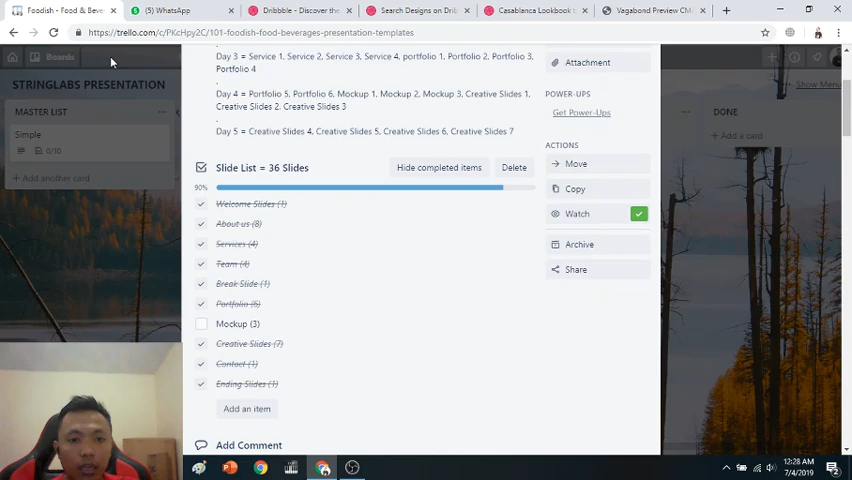 Foodish - Food & Beve
(5) WhatsApp
Dribbble - Discover the
Search Designs on Drib
Casablanca Lookbook t
Vagabond Preview CM
https://trello.com/c/PKcHpy2C/101-foodish-food-beverages-presentation-templates
Boards
STRINGLABS PRESENTATION
Show Menu
MASTER LIST
Simple
0/10
+ Add another card
DONE
+ Add a card
Day 3 = Service 1, Service 2, Service 3, Service 4, portfolio 1, Portfolio 2, Portfolio 3,
Portfolio 4
.
Day 4 = Portfolio 5, Portfolio 6, Mockup 1, Mockup 2, Mockup 3, Creative Slides 1,
Creative Slides 2. Creative Slides 3
.
Day 5 = Creative Slides 4, Creative Slides 5, Creative Slides 6, Creative Slides 7
Slide List = 36 Slides
Hide completed items
Delete
90%
Welcome Slides (1)
About us (8)
Services (4)
Team (4)
Break Slide (1)
Portfolio (6)
Mockup (3)
Creative Slides (7)
Contact (1)
Ending Slides (1)
Add an item
Add Comment
Attachment
POWER-UPS
Get Power-Ups
ACTIONS
Move
Copy
Watch
Archive
Share
12:28 AM
7/4/2019
2